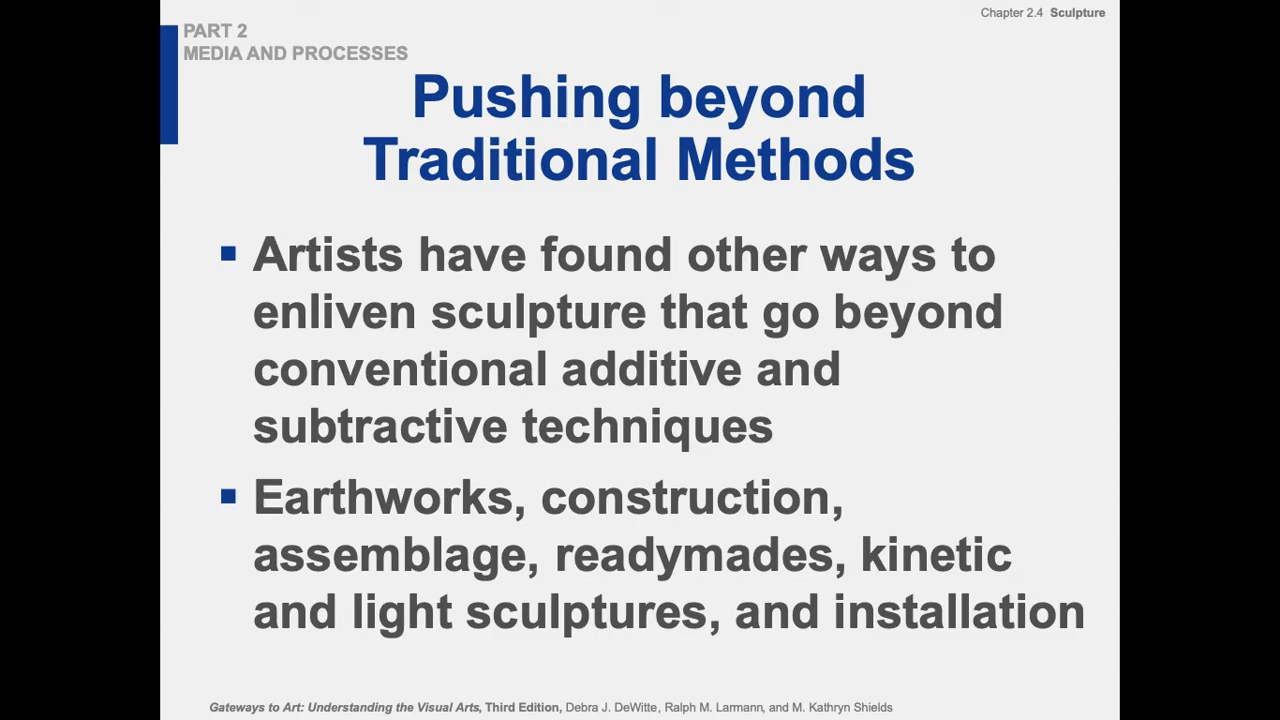 Chapter 2.4 Sculpture
PART 2
MEDIA AND PROCESSES
Pushing beyond
Traditional Methods
▪ Artists have found other ways to
enliven sculpture that go beyond
conventional additive and
subtractive techniques
▪ Earthworks, construction,
assemblage, readymades, kinetic
and light sculptures, and installation
Gateways to Art: Understanding the Visual Arts, Third Edition, Debra J. DeWitte, Ralph M. Larmann, and M. Kathryn Shields